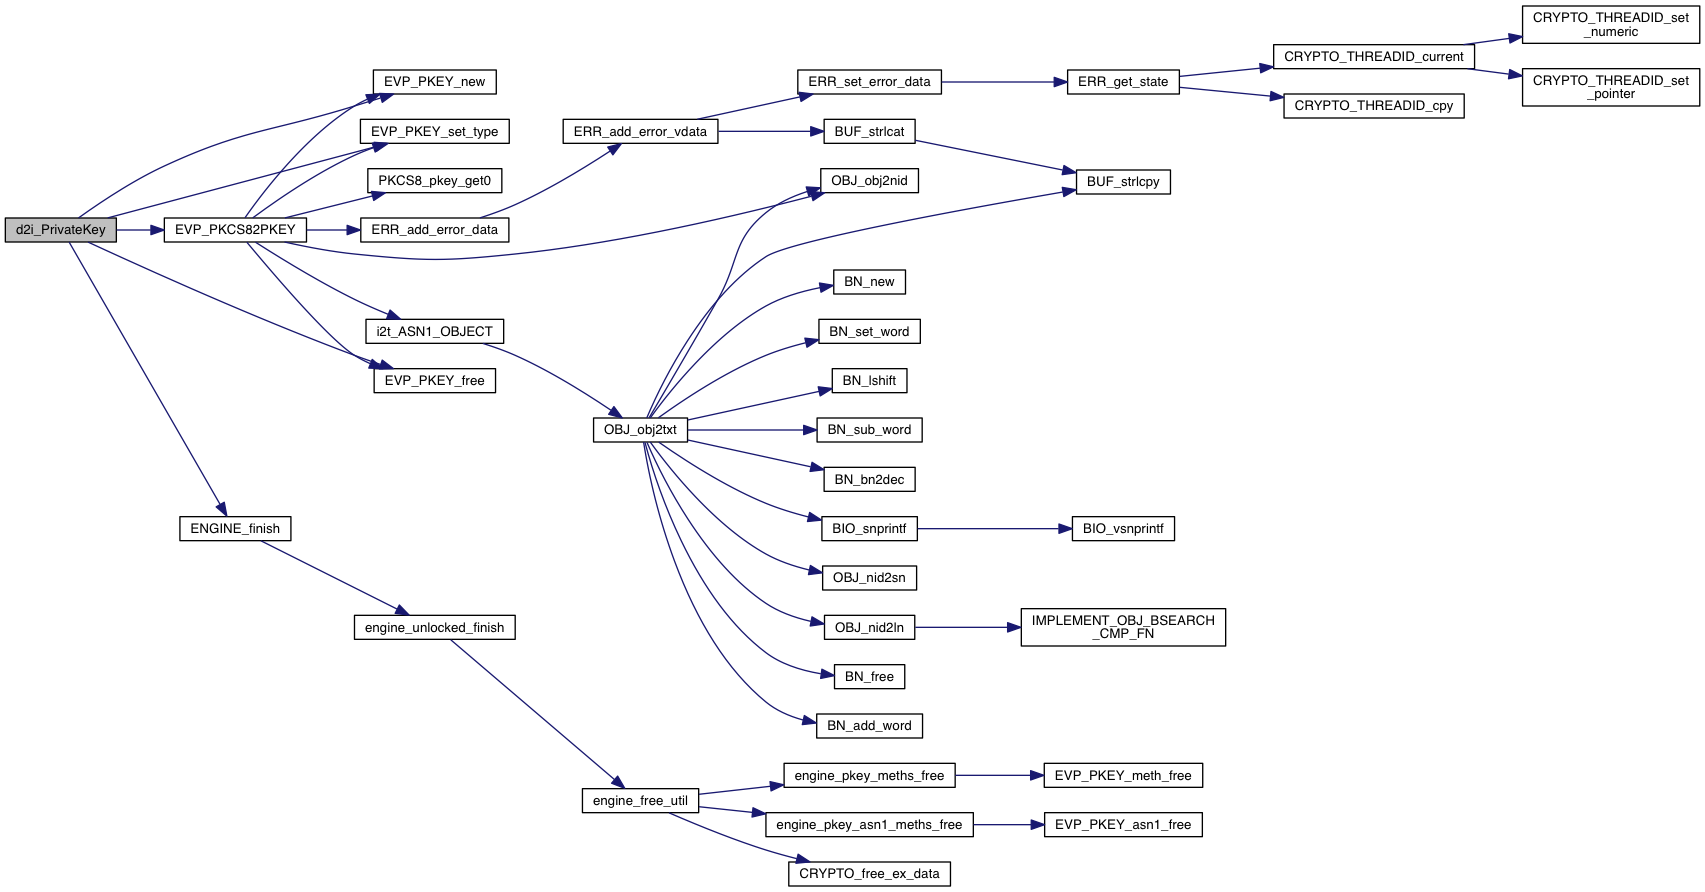 d2i_PrivateKey
EVP_PKEY_new
EVP_PKEY_set_type
PKCS8_pkey_get0
EVP_PKCS82PKEY
ERR_add_error_data
i2t_ASN1_OBJECT
EVP_PKEY_free
ENGINE_finish
engine_unlocked_finish
ERR_add_error_vdata
OBJ_obj2txt
engine_free_util
ERR_set_error_data
BUF_strlcat
OBJ_obj2nid
BN_new
BN_set_word
BN_lshift
BN_sub_word
BN_bn2dec
BIO_snprintf
OBJ_nid2sn
OBJ_nid2ln
BN_free
BN_add_word
engine_pkey_meths_free
engine_pkey_asn1_meths_free
CRYPTO_free_ex_data
ERR_get_state
BUF_strlcpy
BIO_vsnprintf
IMPLEMENT_OBJ_BSEARCH
_CMP_FN
EVP_PKEY_meth_free
EVP_PKEY_asn1_free
CRYPTO_THREADID_current
CRYPTO_THREADID_cpy
CRYPTO_THREADID_set
_numeric
CRYPTO_THREADID_set
_pointer